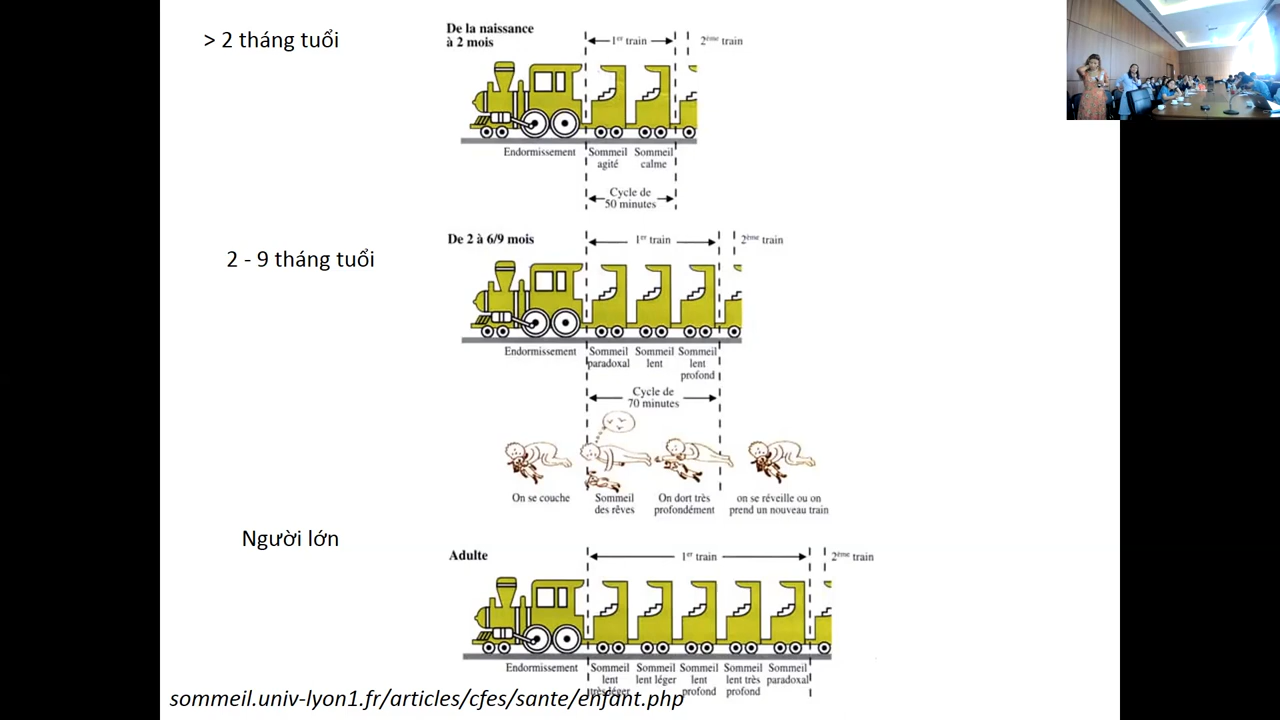 > 2 tháng tuổi
De la naissance
à 2 mois
1er train
2ème train
Endormissement
Sommeil agité
Sommeil calme
Cycle de
50 minutes
2 - 9 tháng tuổi
De 2 à 6/9 mois
1er train
2ème train
Endormissement
Sommeil paradoxal
Sommeil lent
Sommeil lent profond
Cycle de
70 minutes
On se couche
Sommeil des rêves
On dort très profondément
on se réveille ou on prend un nouveau train
Người lớn
Adulte
1er train
2ème train
Endormissement
Sommeil lent très léger
Sommeil lent léger
Sommeil lent profond
Sommeil lent très profond
Sommeil paradoxal
sommeil.univ-lyon1.fr/articles/cfes/sante/enfant.php